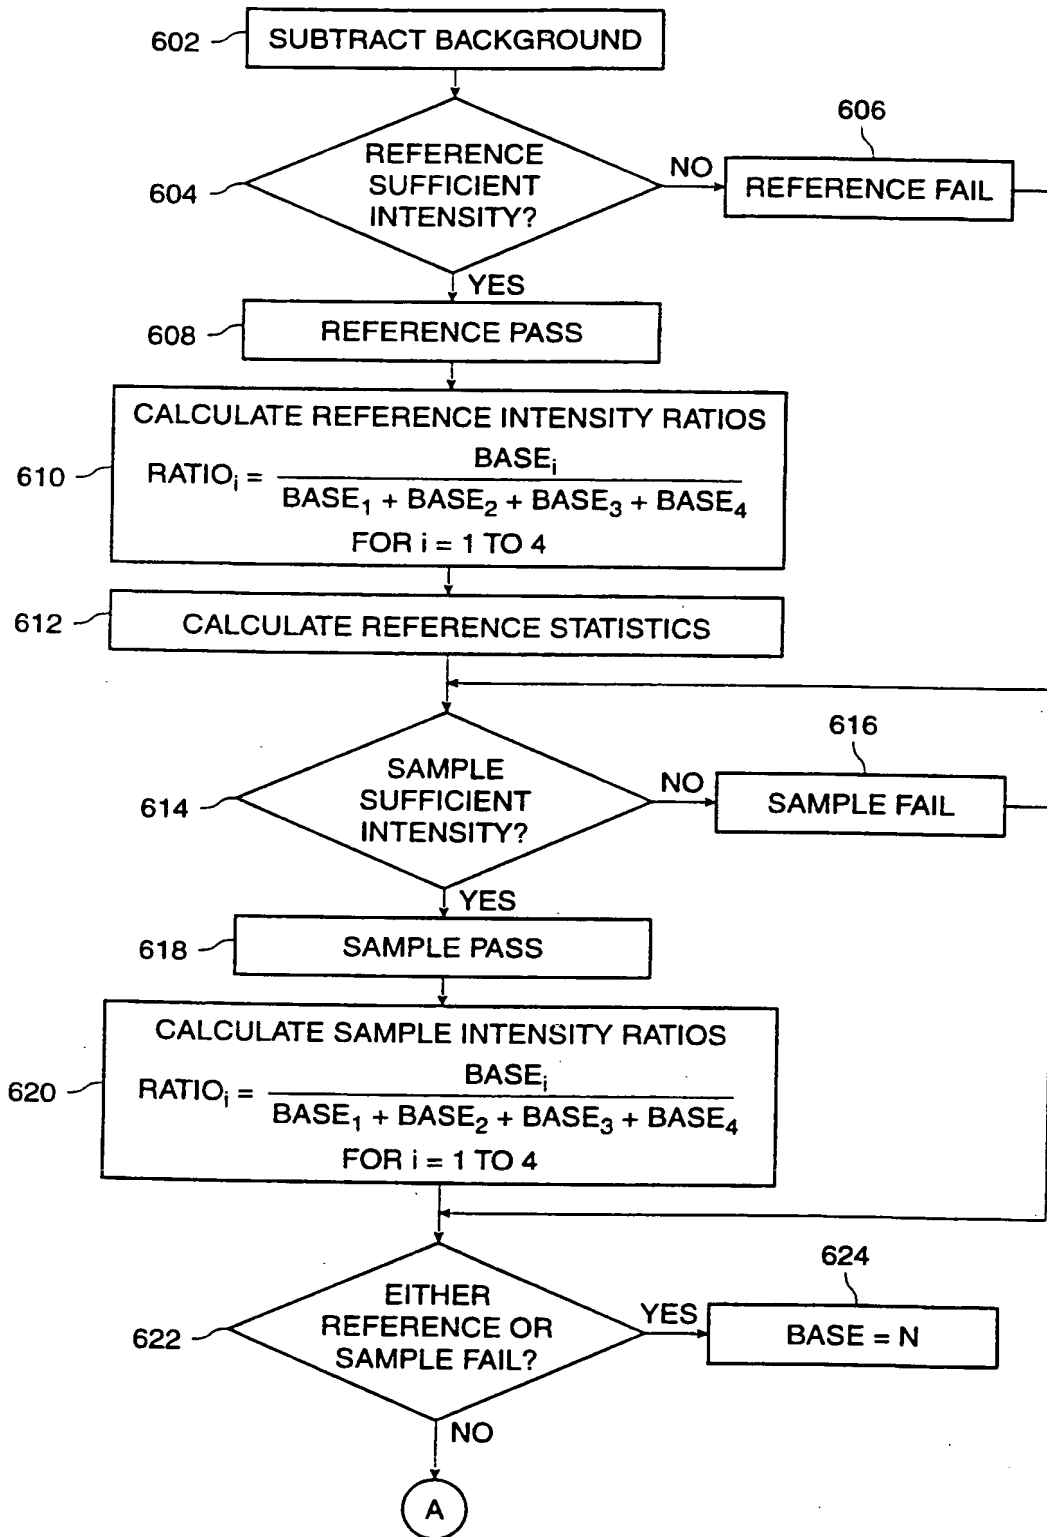 602
SUBTRACT BACKGROUND
606
604
REFERENCE
SUFFICIENT
INTENSITY?
NO
REFERENCE FAIL
YES
608
REFERENCE PASS
CALCULATE REFERENCE INTENSITY RATIOS
610
RATIOᵢ = BASEᵢ
BASE₁ + BASE₂ + BASE₃ + BASE₄
FOR i = 1 TO 4
612
CALCULATE REFERENCE STATISTICS
616
614
SAMPLE
SUFFICIENT
INTENSITY?
NO
SAMPLE FAIL
YES
618
SAMPLE PASS
CALCULATE SAMPLE INTENSITY RATIOS
620
RATIOᵢ = BASEᵢ
BASE₁ + BASE₂ + BASE₃ + BASE₄
FOR i = 1 TO 4
624
622
EITHER
REFERENCE OR
SAMPLE FAIL?
YES
BASE = N
NO
A